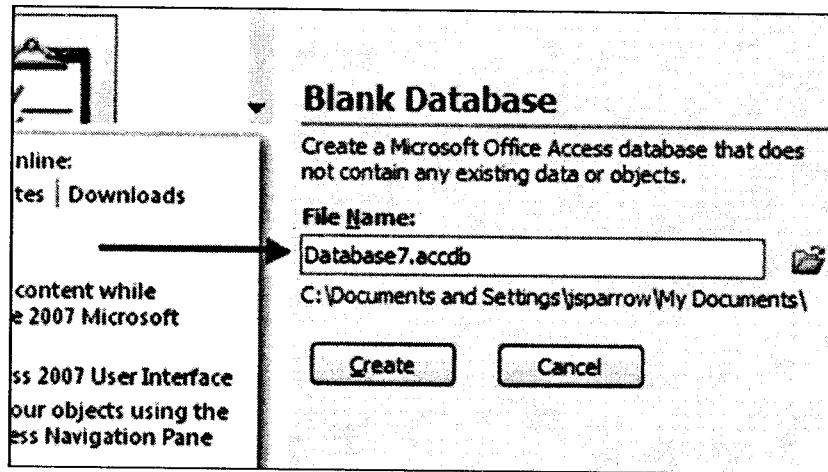 nline:
tes | Downloads
content while
e 2007 Microsoft
ss 2007 User Interface
our objects using the
ess Navigation Pane
Blank Database
Create a Microsoft Office Access database that does
not contain any existing data or objects.
File Name:
Database7.accdb
C:\Documents and Settings\jsparrow\My Documents\
Create Cancel